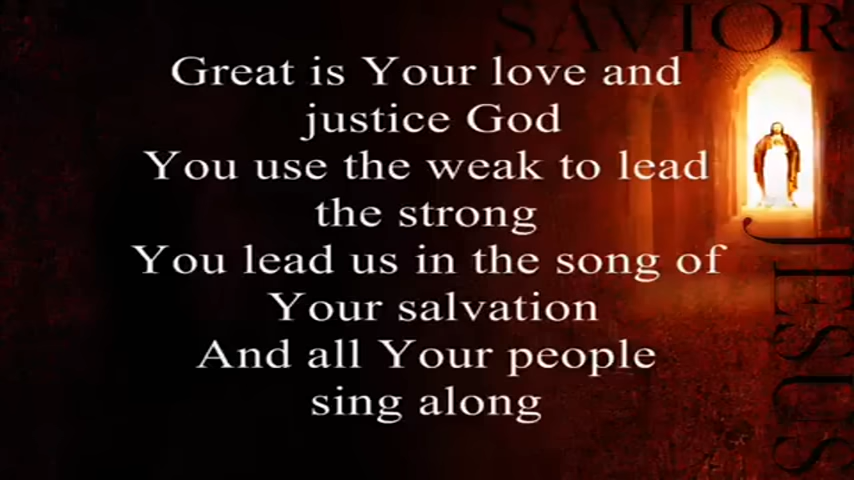 SAVIOR
Great is Your love and
justice God
You use the weak to lead
the strong
You lead us in the song of
Your salvation
And all Your people
sing along
JESUS